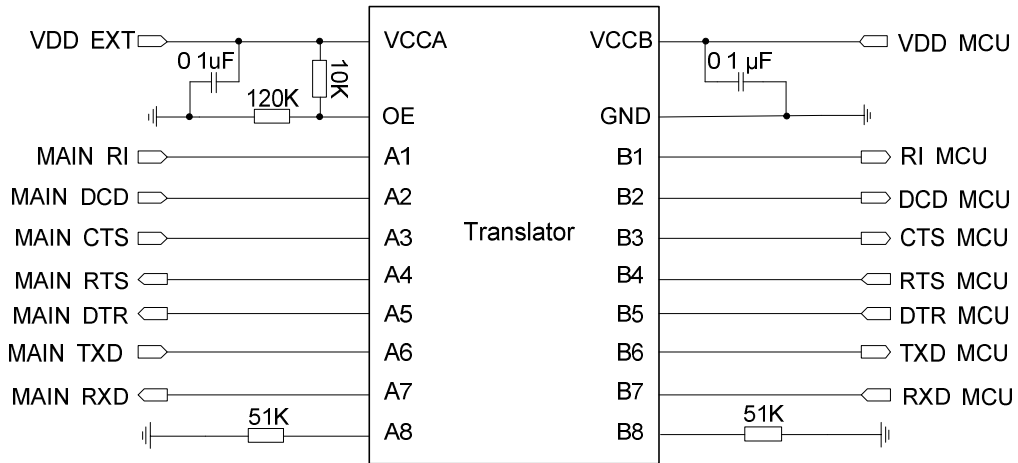 VDD EXT VCCA VCCB VDD MCU
0 1uF 10K 0 1 µF
120K OE GND
MAIN RI A1 B1 RI MCU
MAIN DCD A2 B2 DCD MCU
MAIN CTS A3 Translator B3 CTS MCU
MAIN RTS A4 B4 RTS MCU
MAIN DTR A5 B5 DTR MCU
MAIN TXD A6 B6 TXD MCU
MAIN RXD A7 B7 RXD MCU
51K A8 B8 51K